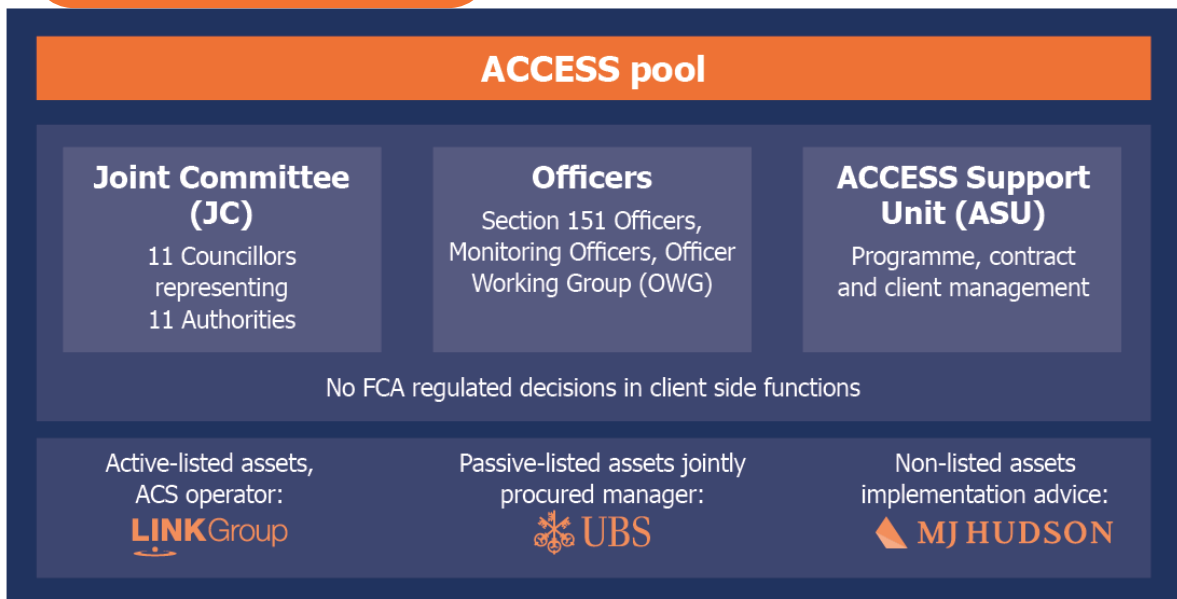 ACCESS pool
Joint Committee
(JC)
11 Councillors
representing
11 Authorities
Officers
Section 151 Officers,
Monitoring Officers, Officer
Working Group (OWG)
ACCESS Support
Unit (ASU)
Programme, contract
and client management
No FCA regulated decisions in client side functions
Active-listed assets,
ACS operator:
LINKGroup
Passive-listed assets jointly
procured manager:
UBS
Non-listed assets
implementation advice:
MJ HUDSON